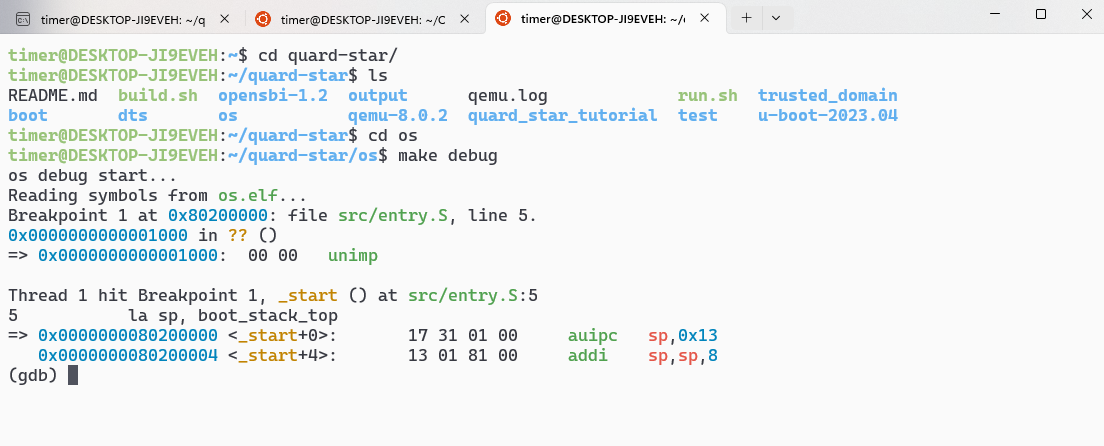 timer@DESKTOP-JI9EVEH: ~/q timer@DESKTOP-JI9EVEH: ~/C timer@DESKTOP-JI9EVEH: ~/
timer@DESKTOP-JI9EVEH:~$ cd quard-star/
timer@DESKTOP-JI9EVEH:~/quard-star$ ls
README.md build.sh opensbi-1.2 output qemu.log run.sh trusted_domain
boot dts os qemu-8.0.2 quard_star_tutorial test u-boot-2023.04
timer@DESKTOP-JI9EVEH:~/quard-star$ cd os
timer@DESKTOP-JI9EVEH:~/quard-star/os$ make debug
os debug start...
Reading symbols from os.elf...
Breakpoint 1 at 0x80200000: file src/entry.S, line 5.
0x0000000000001000 in ?? ()
=> 0x0000000000001000: 00 00 unimp
Thread 1 hit Breakpoint 1, _start () at src/entry.S:5
5 la sp, boot_stack_top
=> 0x0000000080200000 <_start+0>: 17 31 01 00 auipc sp,0x13
0x0000000080200004 <_start+4>: 13 01 81 00 addi sp,sp,8
(gdb)